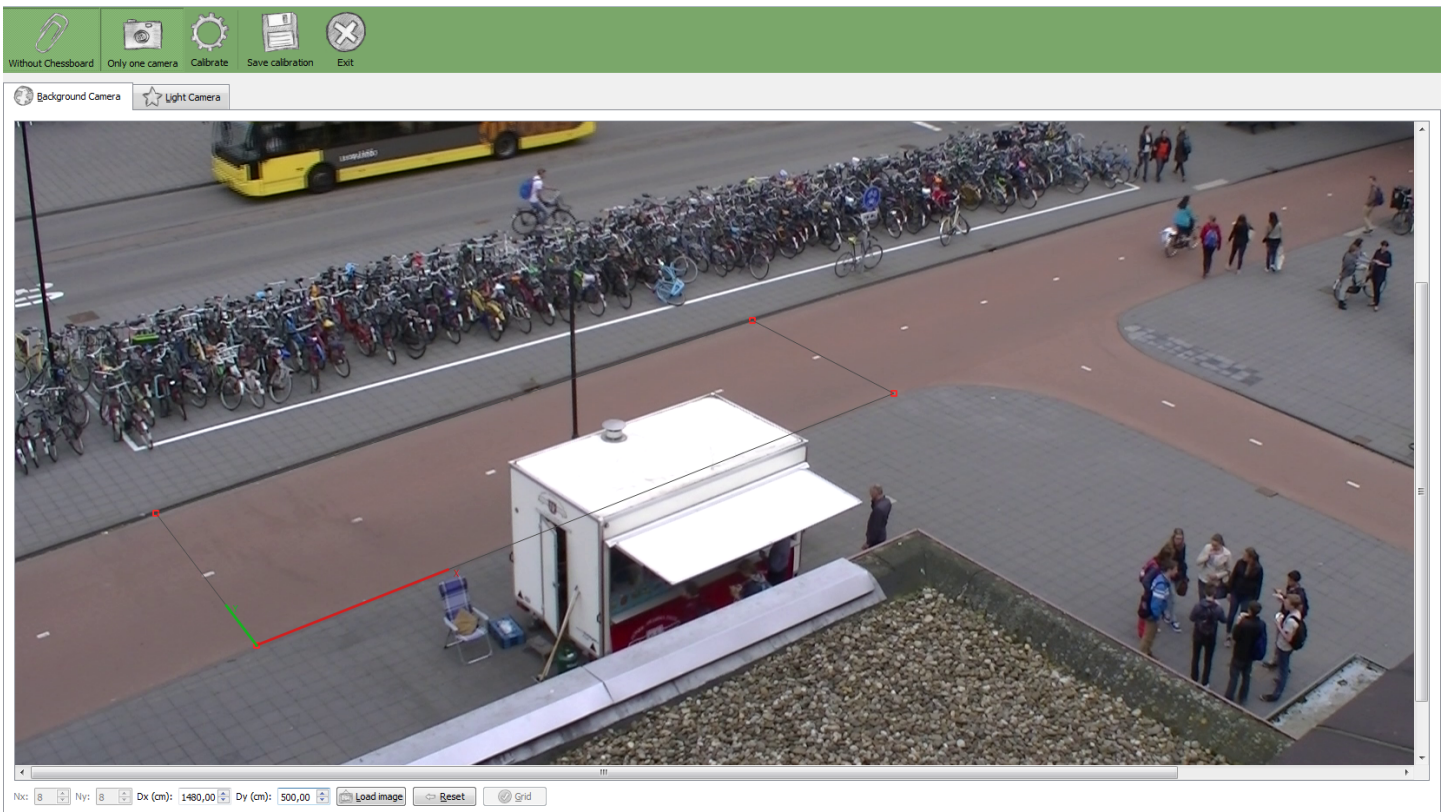 Without Chessboard
Only one camera
Calibrate
Save calibration
Exit
Background Camera
Light Camera
Nx: 8 Ny: 8 Dx (cm): 1480,00 Dy (cm): 500,00 Load image Reset Grid